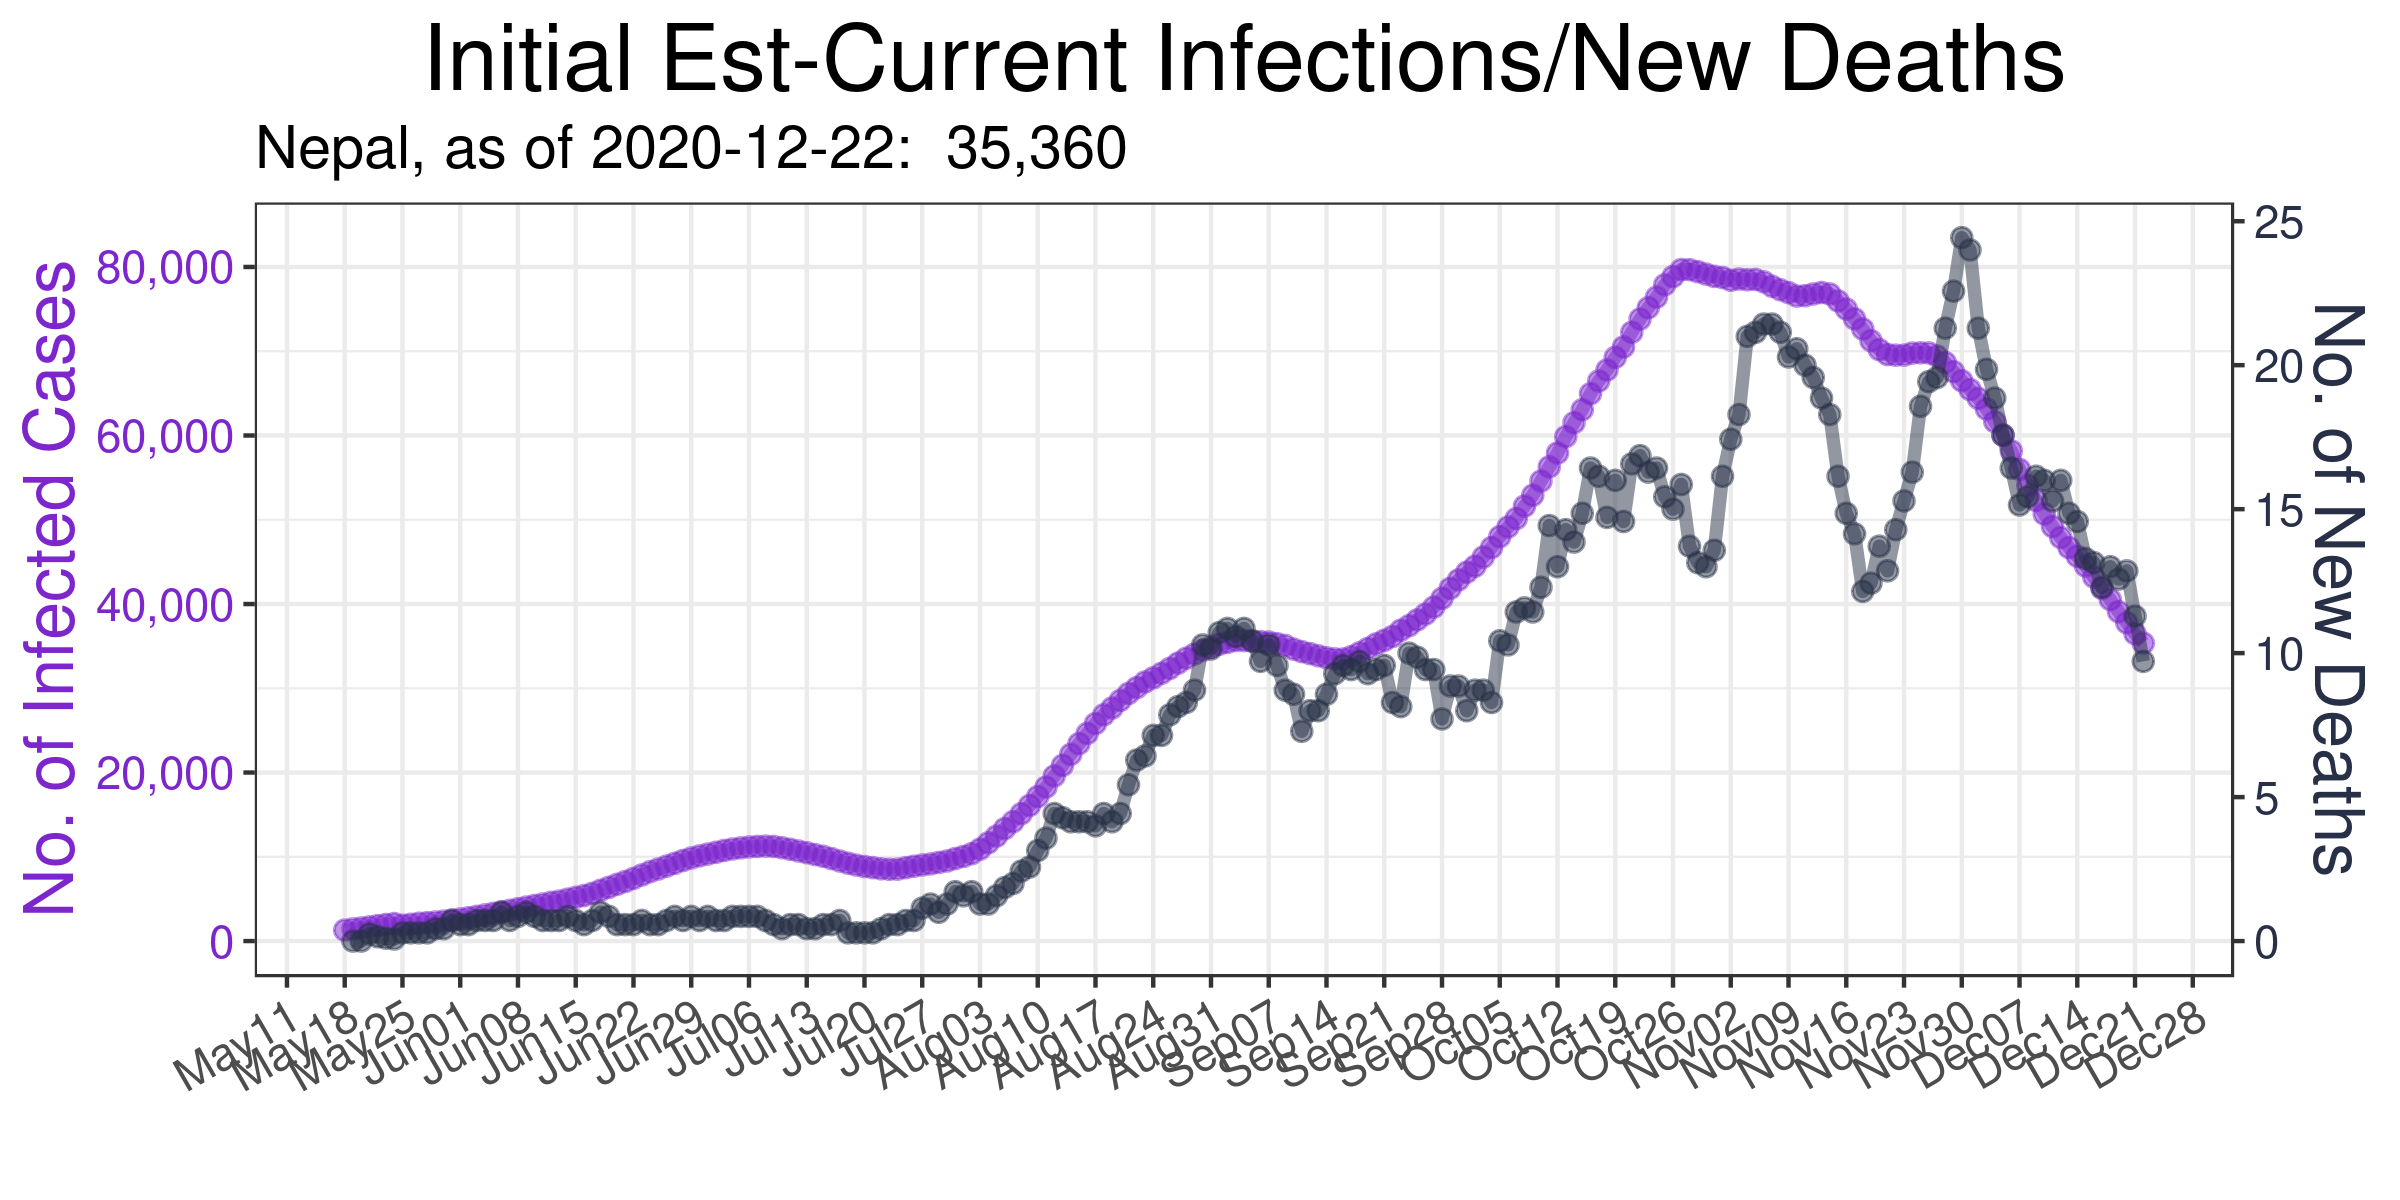 Initial Est-Current Infections/New Deaths
Nepal, as of 2020-12-22:  35,360
No. of Infected Cases
80,000
60,000
40,000
20,000
0
25
20
15
10
5
0
No. of New Deaths
May11
May18
May25
Jun01
Jun08
Jun15
Jun22
Jun29
Jul06
Jul13
Jul20
Jul27
Aug03
Aug10
Aug17
Aug24
Aug31
Sep07
Sep14
Sep21
Sep28
Oct05
Oct12
Oct19
Oct26
Nov02
Nov09
Nov16
Nov23
Nov30
Dec07
Dec14
Dec21
Dec28